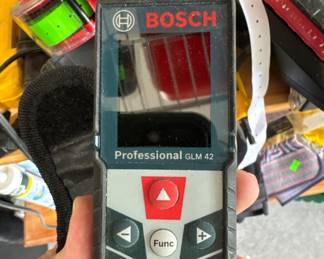 BOSCH
Professional GLM 42
Func